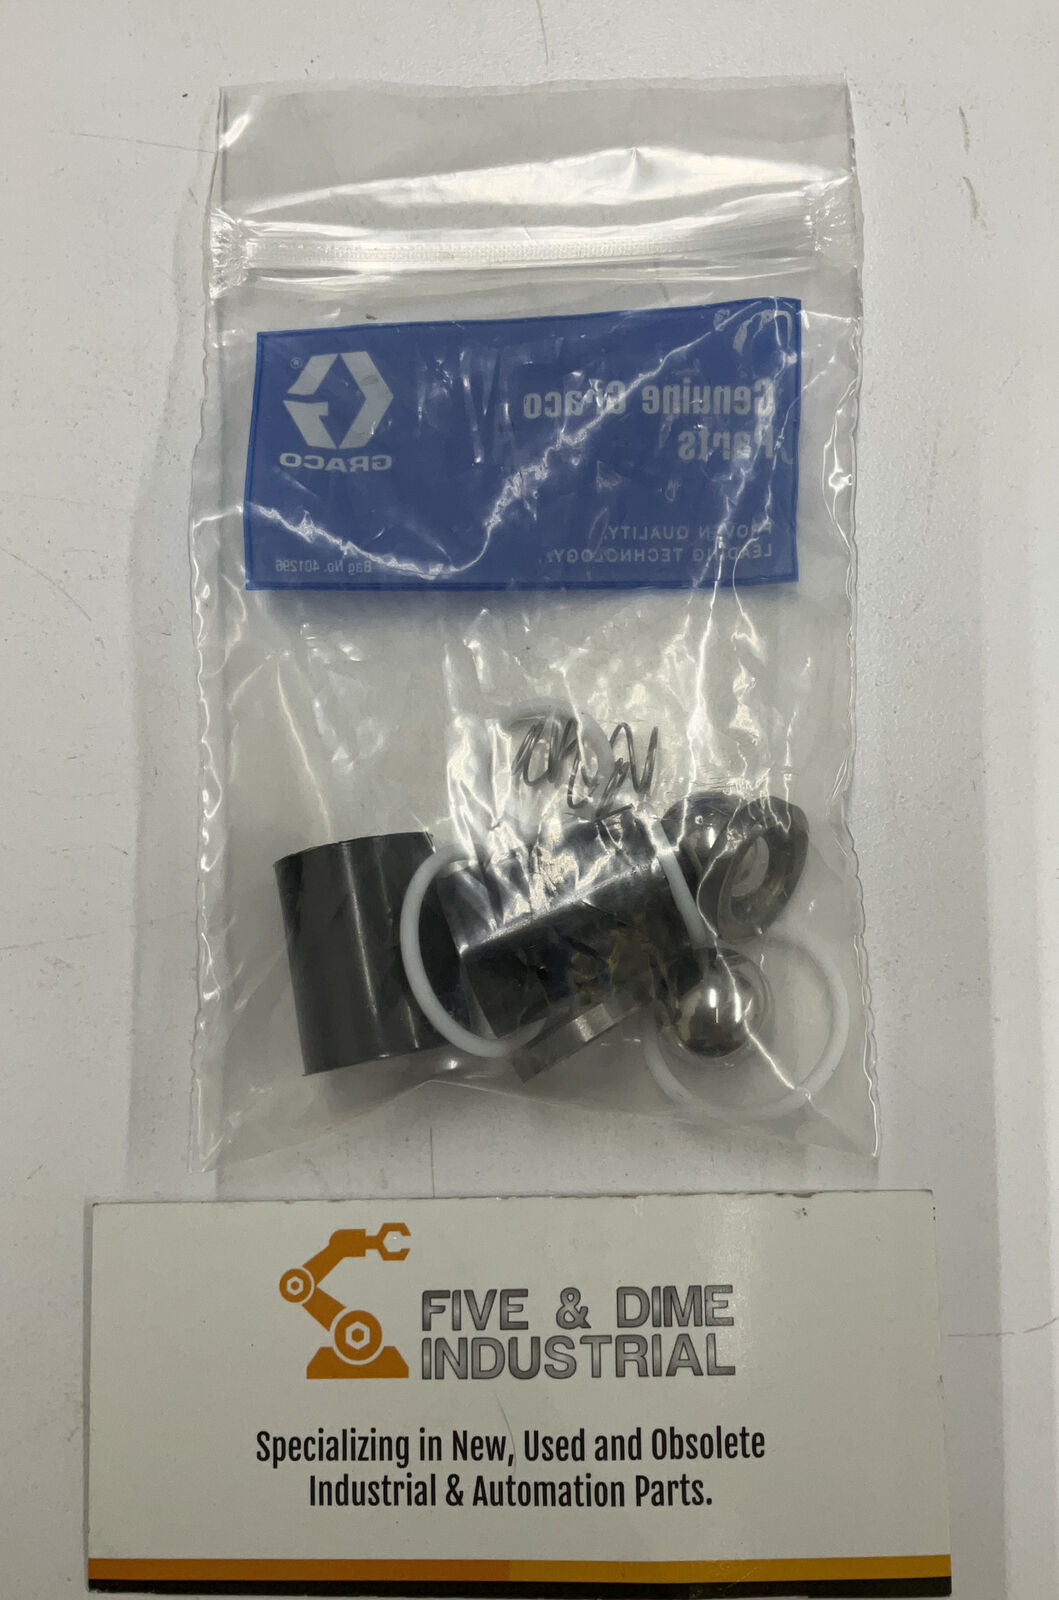 Genuine Graco
Parts
GRACO
PROVEN QUALITY.
LEADING TECHNOLOGY.
Bag No. 401296
FIVE & DIME
INDUSTRIAL
Specializing in New, Used and Obsolete
Industrial & Automation Parts.